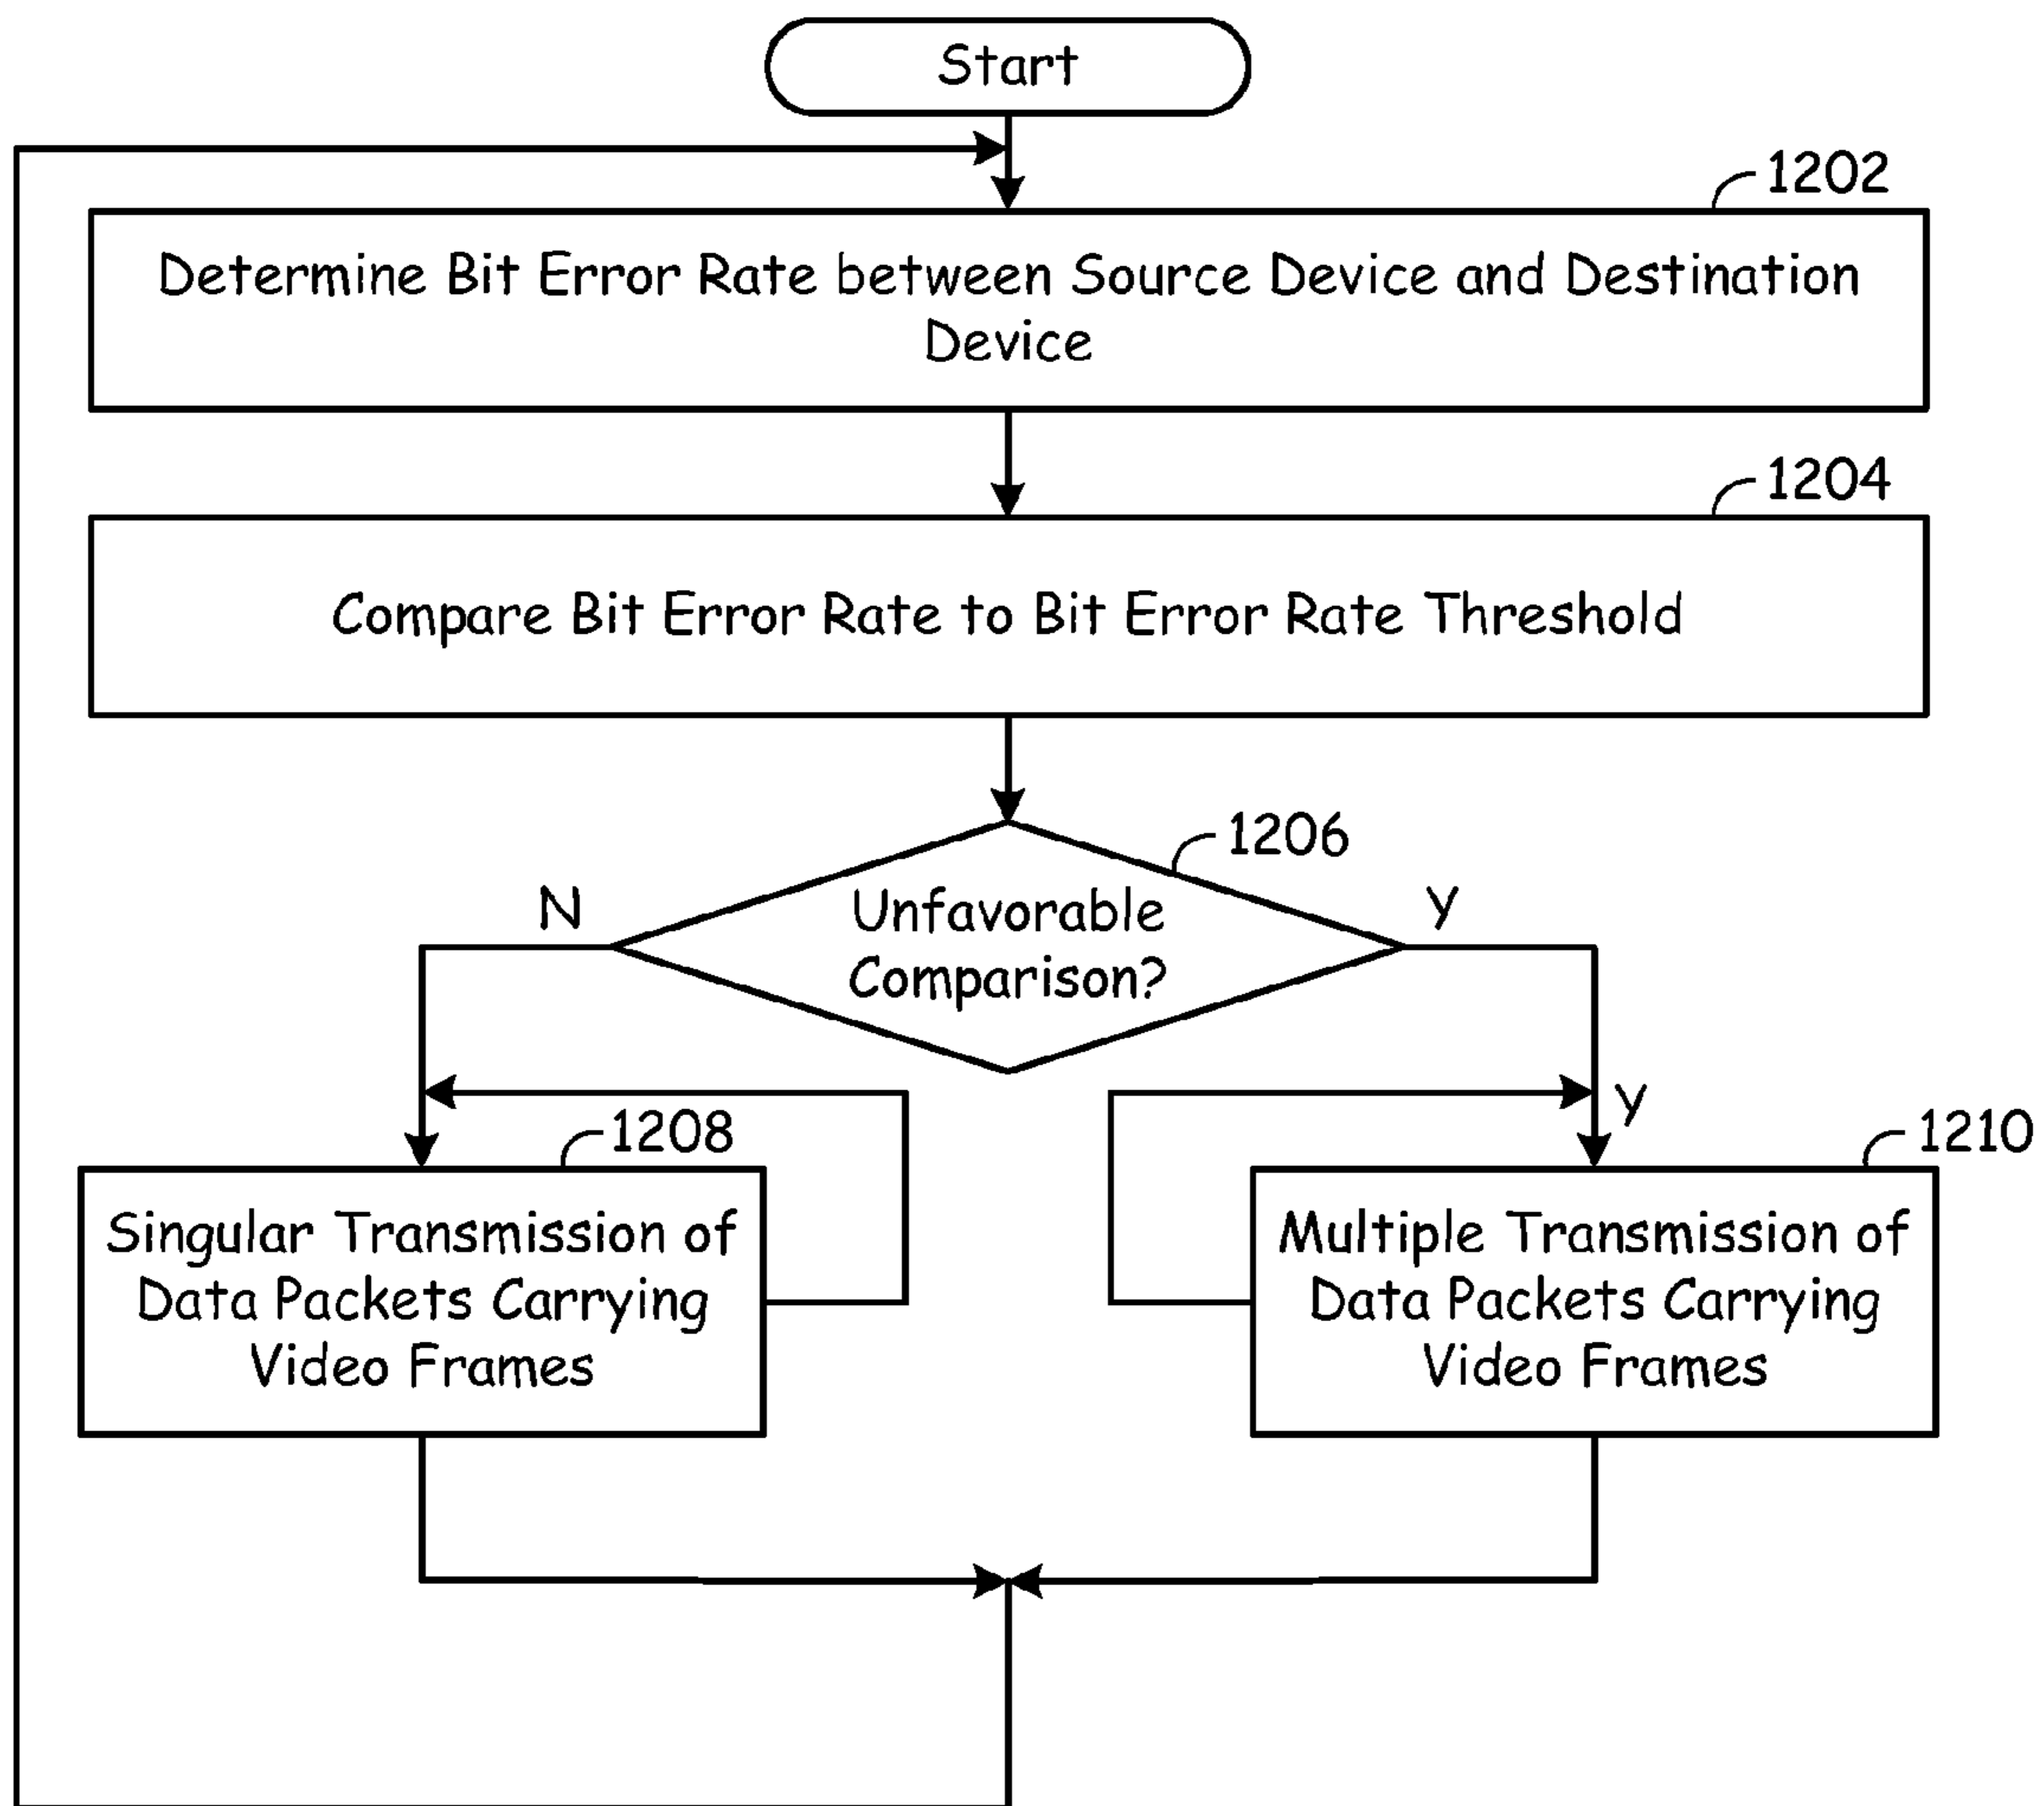 Start
1202
Determine Bit Error Rate between Source Device and Destination
Device
1204
Compare Bit Error Rate to Bit Error Rate Threshold
1206
N
Unfavorable
Comparison?
Y
Y
1208
Singular Transmission of
Data Packets Carrying
Video Frames
1210
Multiple Transmission of
Data Packets Carrying
Video Frames